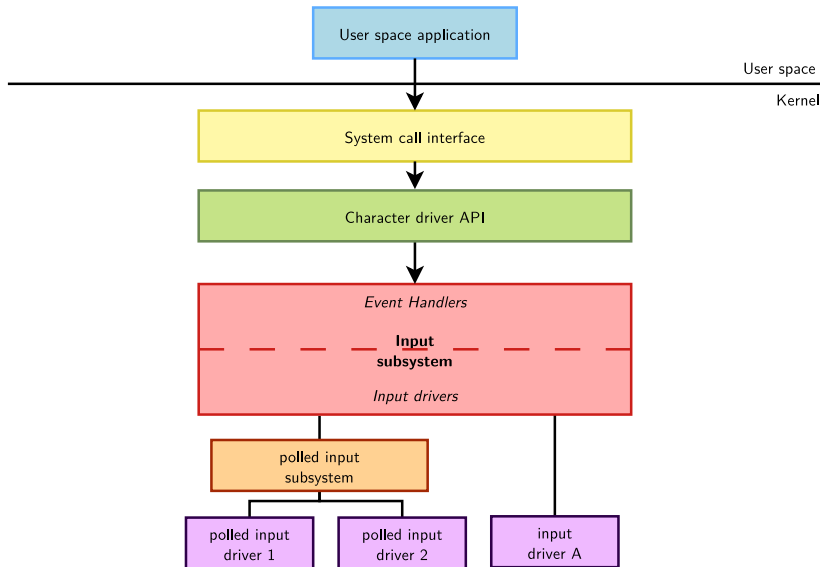 User space application
User space
Kernel
System call interface
Character driver API
Event Handlers
Input
subsystem
Input drivers
polled input
subsystem
polled input
driver 1
polled input
driver 2
input
driver A